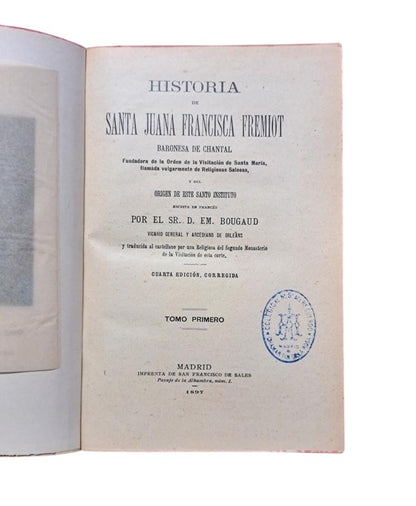 HISTORIA
DE
SANTA JUANA FRANCISCA FREMIOT
BARONESA DE CHANTAL
Fundadora de la Orden de la Visitación de Santa María,
llamada vulgarmente de Religiosas Salesas,
Y DEL
ORIGEN DE ESTE SANTO INSTITUTO
ESCRITA EN FRANCÉS
POR EL SR. D. EM. BOUGAUD
VICARIO GENERAL Y ARCEDIANO DE ORLEÁNS
y traducida al castellano por una Religiosa del Segundo Monasterio
de la Visitación de esta corte.
CUARTA EDICIÓN, CORREGIDA
TOMO PRIMERO
COLEGIO
MADRID
MADRID
IMPRENTA DE SAN FRANCISCO DE SALES
Pasaje de la Alhambra, núm. 1.
1897